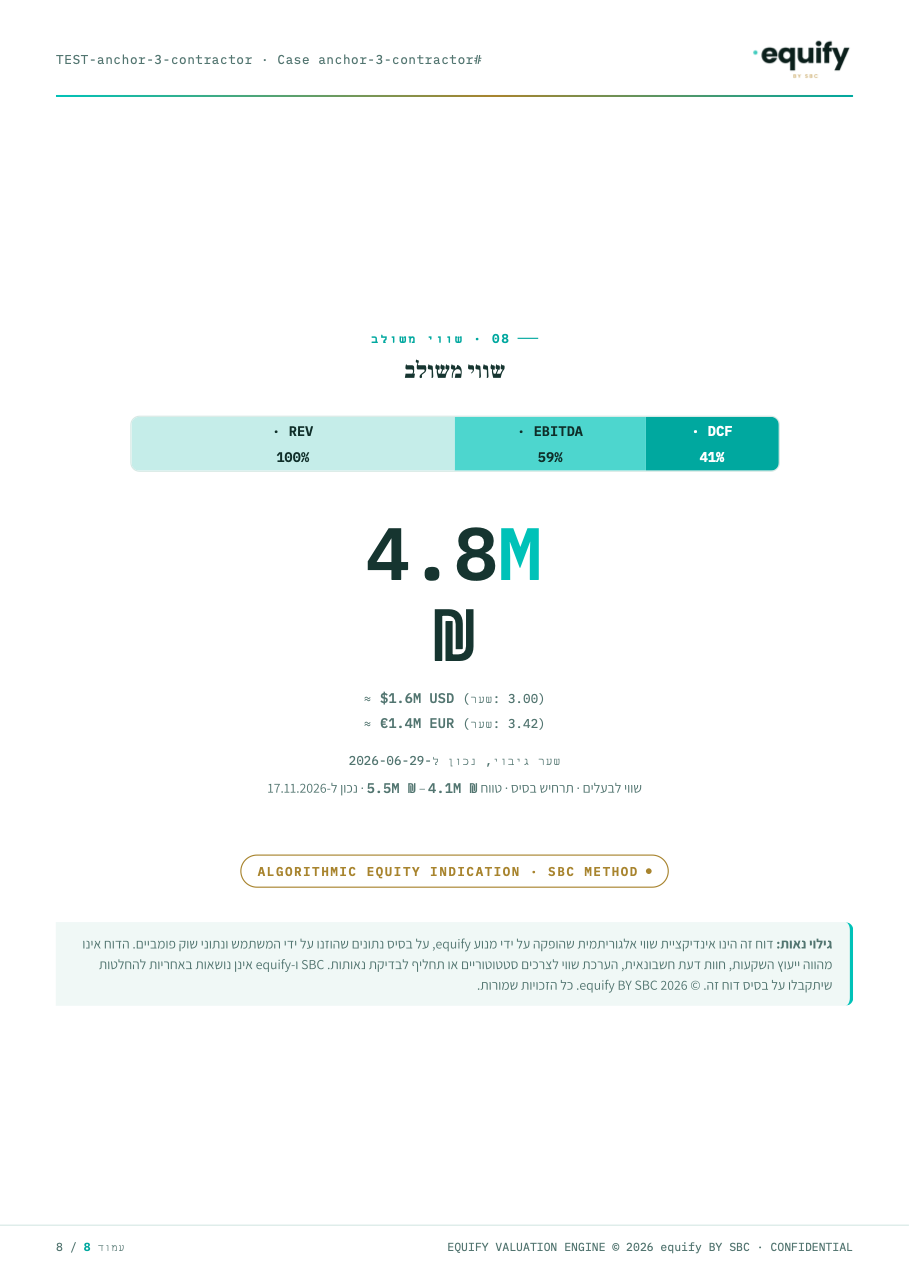 TEST-anchor-3-contractor · Case anchor-3-contractor#
equify
BY SBC
08 · שווי משולב
שווי משולב
· REV
100%
· EBITDA
59%
· DCF
41%
4.8M
₪
≈ $1.6M USD (שער: 3.00)
≈ €1.4M EUR (שער: 3.42)
שער גיבוי, נכון ל-2026-06-29
שווי לבעלים · תרחיש בסיס · טווח ₪ 4.1M – ₪ 5.5M · נכון ל-17.11.2026
ALGORITHMIC EQUITY INDICATION · SBC METHOD ●
גילוי נאות: דוח זה הינו אינדיקציית שווי אלגוריתמית שהופקה על ידי מנוע equify, על בסיס נתונים שהוזנו על ידי המשתמש ונתוני שוק פומביים. הדוח אינו
מהווה ייעוץ השקעות, חוות דעת חשבונאית, הערכת שווי לצרכים סטטוטוריים או תחליף לבדיקת נאותות. SBC ו-equify אינן נושאות באחריות להחלטות
שיתקבלו על בסיס דוח זה. © 2026 equify BY SBC. כל הזכויות שמורות.
עמוד 8 / 8
EQUIFY VALUATION ENGINE © 2026 equify BY SBC · CONFIDENTIAL